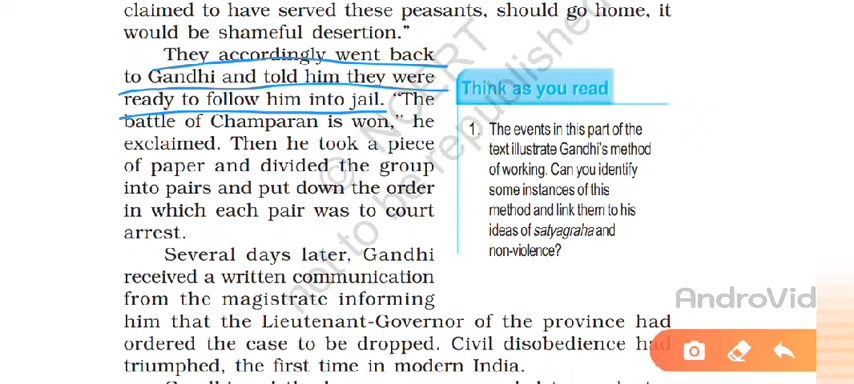 claimed to have served these peasants, should go home, it
would be shameful desertion."
They accordingly went back
to Gandhi and told him they were
ready to follow him into jail. "The
battle of Champaran is won," he
exclaimed. Then he took a piece
of paper and divided the group
into pairs and put down the order
in which each pair was to court
arrest.
Several days later, Gandhi
received a written communication
from the magistrate informing
him that the Lieutenant-Governor of the province had
ordered the case to be dropped. Civil disobedience had
triumphed, the first time in modern India.
Think as you read
1. The events in this part of the
text illustrate Gandhi's method
of working. Can you identify
some instances of this
method and link them to his
ideas of satyagraha and
non-violence?
© NCERT
not to be republished
AndroVid